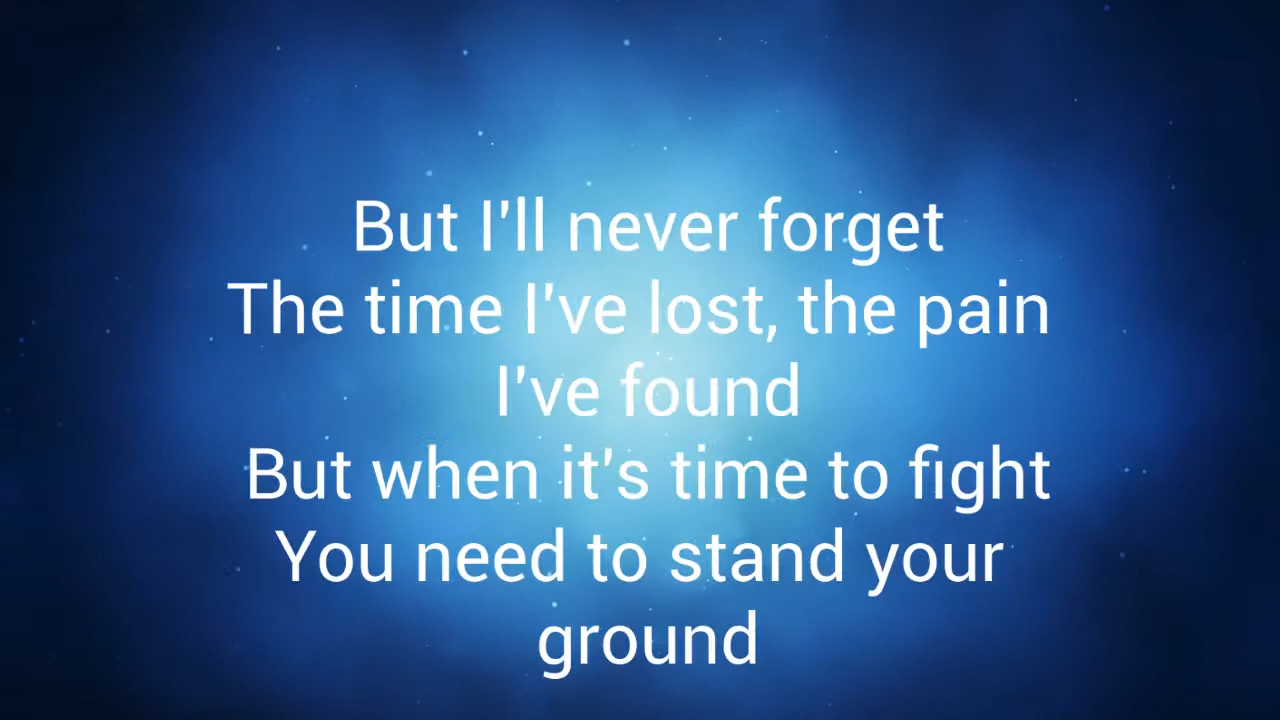 But I'll never forget
The time I've lost, the pain
I've found
But when it's time to fight
You need to stand your
ground